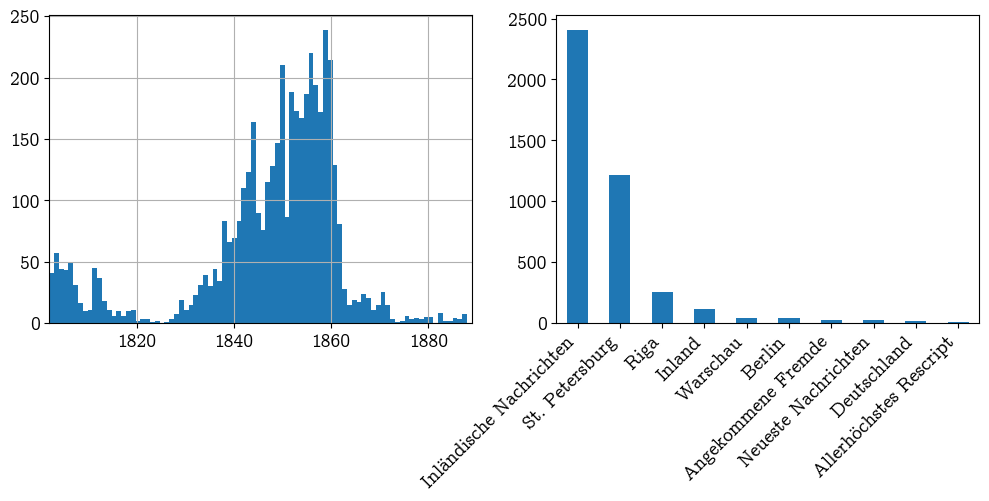 250
200
150
100
50
0
1820
1840
1860
1880
2500
2000
1500
1000
500
0
Inländische Nachrichten
St. Petersburg
Riga
Inland
Warschau
Berlin
Angekommene Fremde
Neueste Nachrichten
Deutschland
Allerhöchstes Rescript